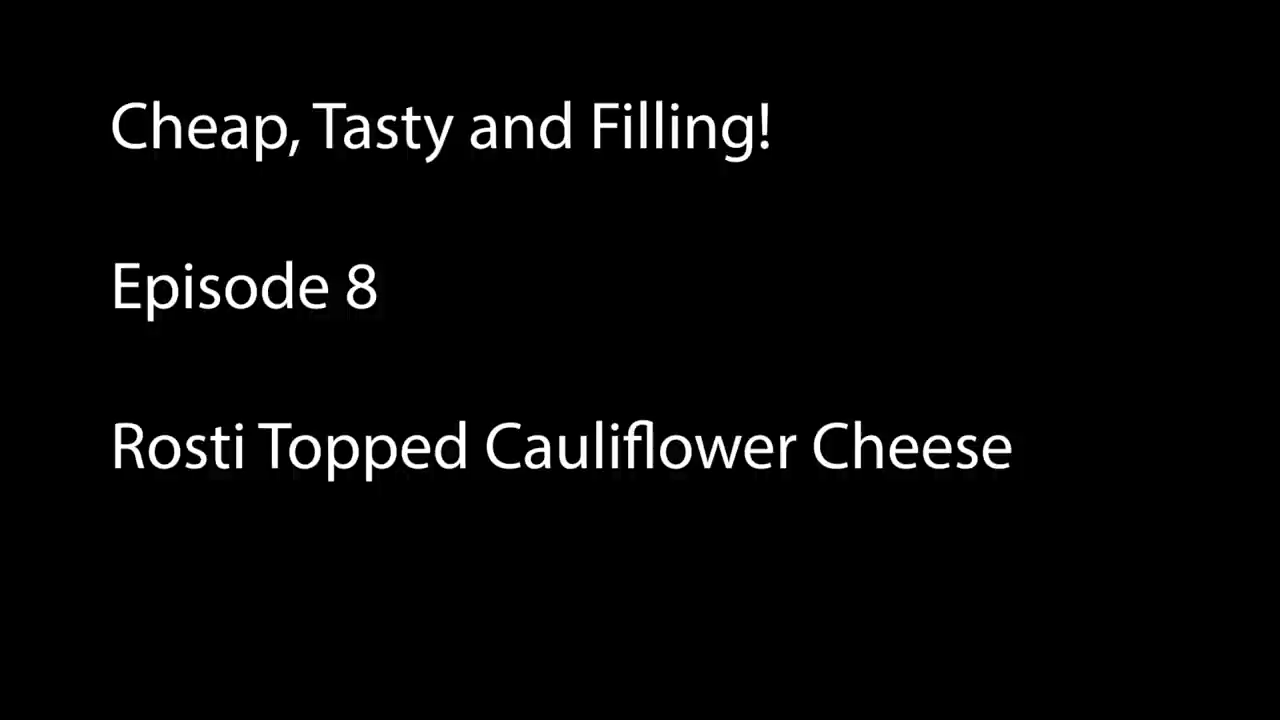 Cheap, Tasty and Filling!
Episode 8
Rosti Topped Cauliflower Cheese